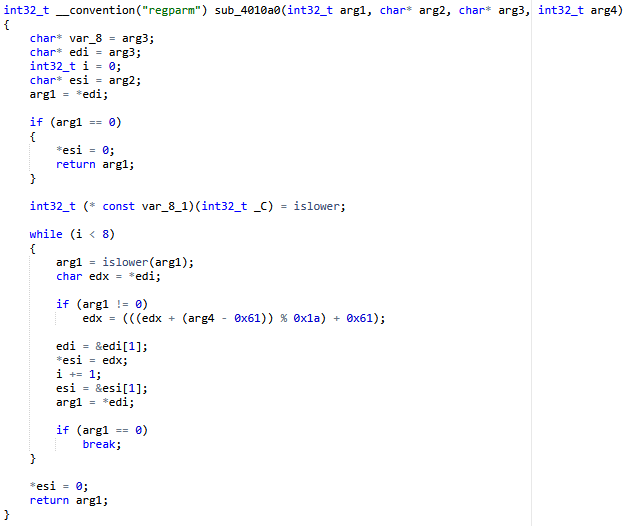 int32_t __convention("regparm") sub_4010a0(int32_t arg1, char* arg2, char* arg3, int32_t arg4)
{
    char* var_8 = arg3;
    char* edi = arg3;
    int32_t i = 0;
    char* esi = arg2;
    arg1 = *edi;

    if (arg1 == 0)
    {
        *esi = 0;
        return arg1;
    }

    int32_t (* const var_8_1)(int32_t _C) = islower;

    while (i < 8)
    {
        arg1 = islower(arg1);
        char edx = *edi;

        if (arg1 != 0)
            edx = (((edx + (arg4 - 0x61)) % 0x1a) + 0x61);

        edi = &edi[1];
        *esi = edx;
        i += 1;
        esi = &esi[1];
        arg1 = *edi;

        if (arg1 == 0)
            break;
    }

    *esi = 0;
    return arg1;
}